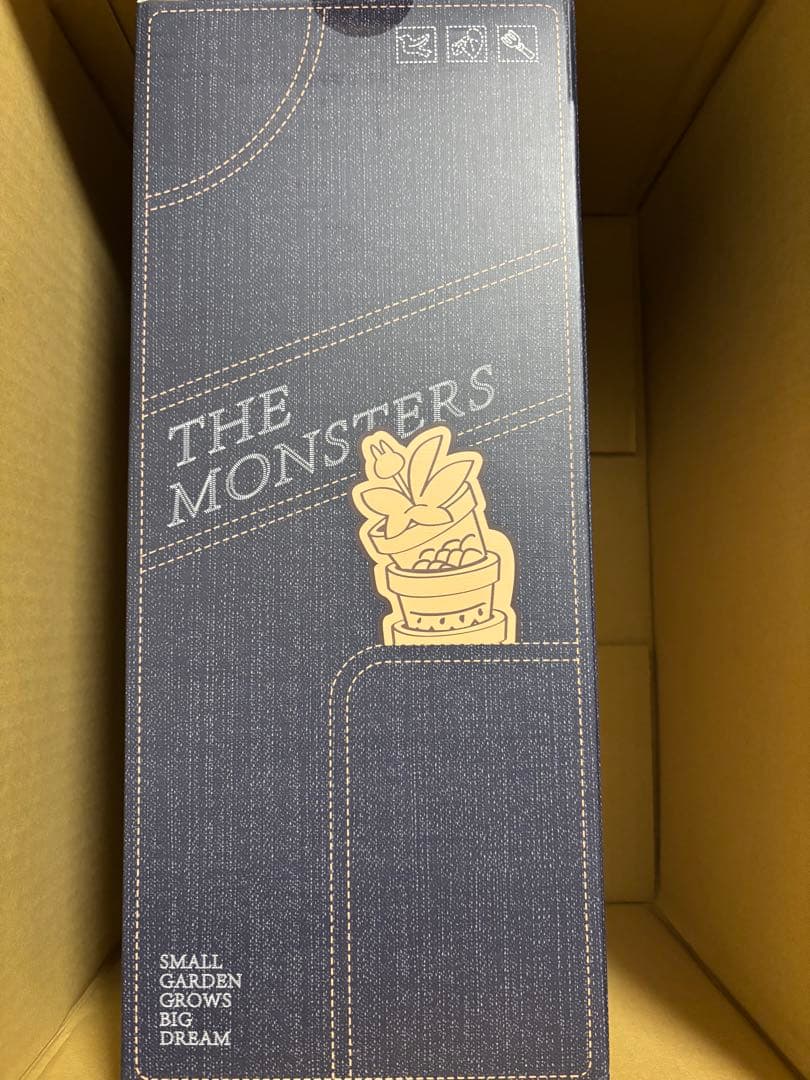 THE
MONSTERS
SMALL
GARDEN
GROWS
BIG
DREAM